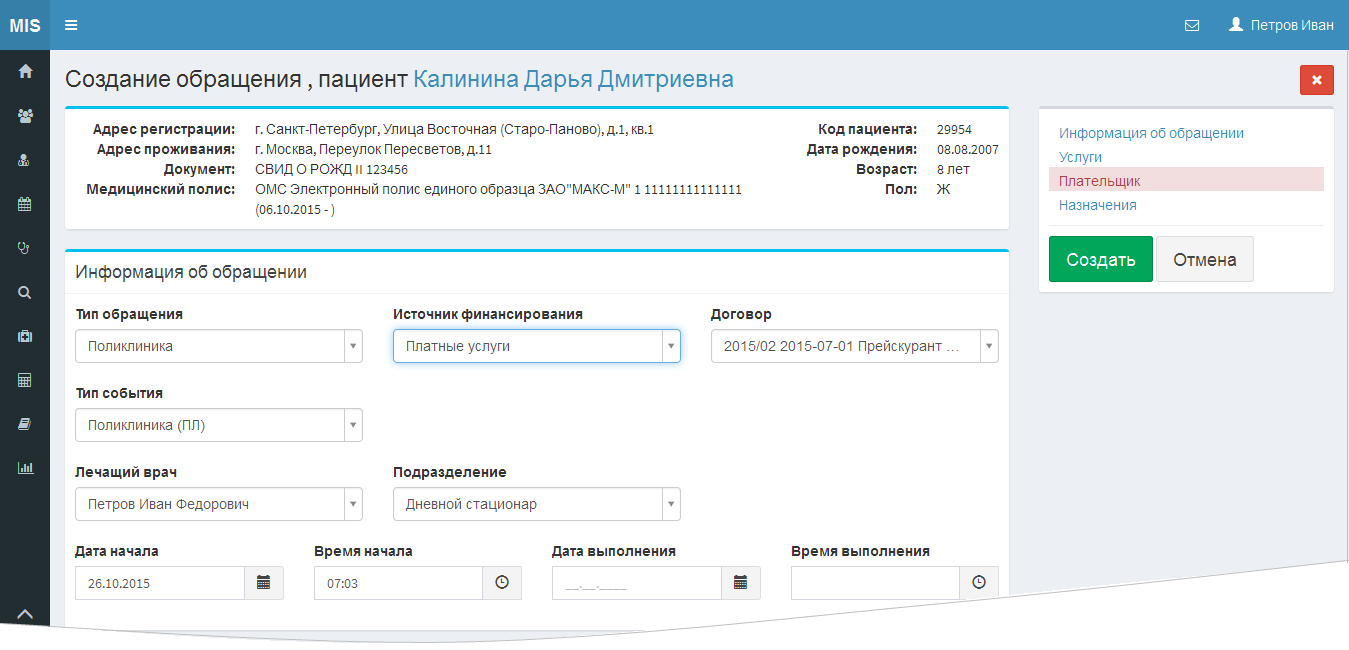 MIS
Петров Иван
Создание обращения , пациент Калинина Дарья Дмитриевна
Адрес регистрации: г. Санкт-Петербург, Улица Восточная (Старо-Паново), д.1, кв.1
Адрес проживания: г. Москва, Переулок Пересветов, д.11
Документ: СВИД О РОЖД II 123456
Медицинский полис: ОМС Электронный полис единого образца ЗАО"МАКС-М" 1 11111111111111
(06.10.2015 - )
Код пациента: 29954
Дата рождения: 08.08.2007
Возраст: 8 лет
Пол: Ж
Информация об обращении
Услуги
Плательщик
Назначения
Создать Отмена
Информация об обращении
Тип обращения Источник финансирования Договор
Поликлиника Платные услуги 2015/02 2015-07-01 Прейскурант ...
Тип события
Поликлиника (ПЛ)
Лечащий врач Подразделение
Петров Иван Федорович Дневной стационар
Дата начала Время начала Дата выполнения Время выполнения
26.10.2015 07:03 __.__.____